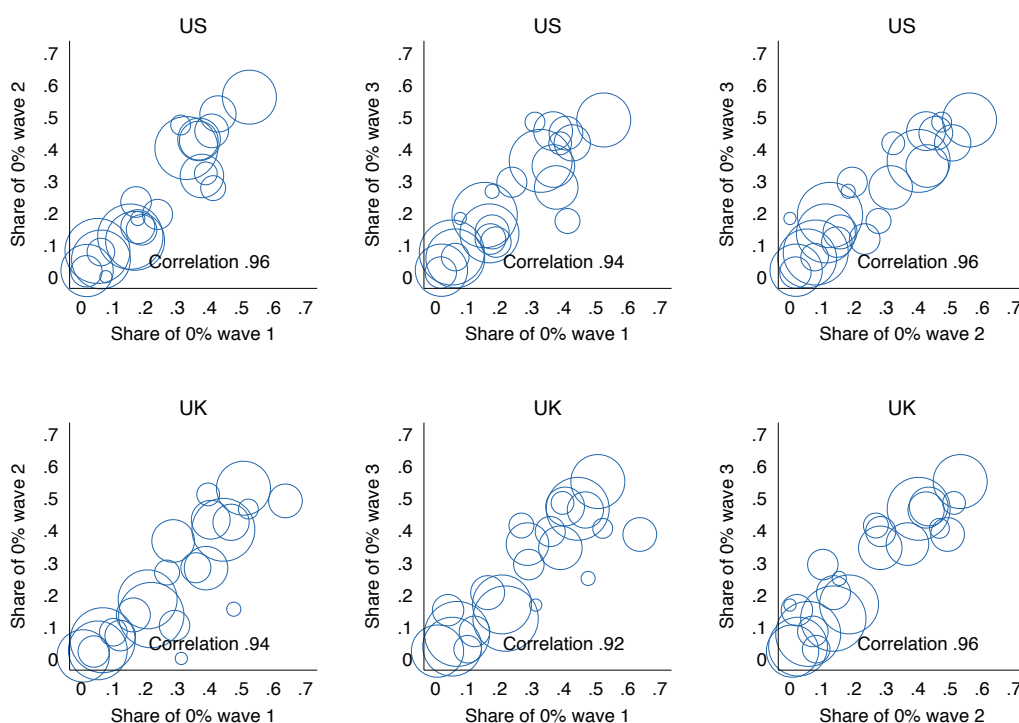 US
Share of 0% wave 2
.7
.6
.5
.4
.3
.2
.1
0
Correlation .96
0 .1 .2 .3 .4 .5 .6 .7
Share of 0% wave 1
US
Share of 0% wave 3
.7
.6
.5
.4
.3
.2
.1
0
Correlation .94
0 .1 .2 .3 .4 .5 .6 .7
Share of 0% wave 1
US
Share of 0% wave 3
.7
.6
.5
.4
.3
.2
.1
0
Correlation .96
0 .1 .2 .3 .4 .5 .6 .7
Share of 0% wave 2
UK
Share of 0% wave 2
.7
.6
.5
.4
.3
.2
.1
0
Correlation .94
0 .1 .2 .3 .4 .5 .6 .7
Share of 0% wave 1
UK
Share of 0% wave 3
.7
.6
.5
.4
.3
.2
.1
0
Correlation .92
0 .1 .2 .3 .4 .5 .6 .7
Share of 0% wave 1
UK
Share of 0% wave 3
.7
.6
.5
.4
.3
.2
.1
0
Correlation .96
0 .1 .2 .3 .4 .5 .6 .7
Share of 0% wave 2